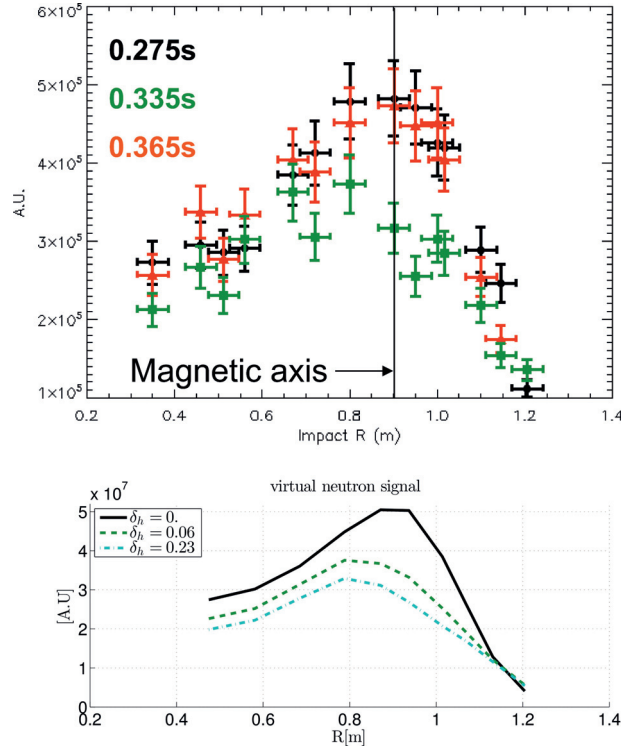 6×10⁵
0.275s
5×10⁵
0.335s
4×10⁵
0.365s
A.U.
3×10⁵
2×10⁵
Magnetic axis
1×10⁵
0.2 0.4 0.6 0.8 1.0 1.2 1.4
Impact R (m)
virtual neutron signal
x 10⁷
5
δₕ = 0.
δₕ = 0.06
4
δₕ = 0.23
3
[A.U]
2
1
0
0.2 0.4 0.6 0.8 1 1.2 1.4
R[m]